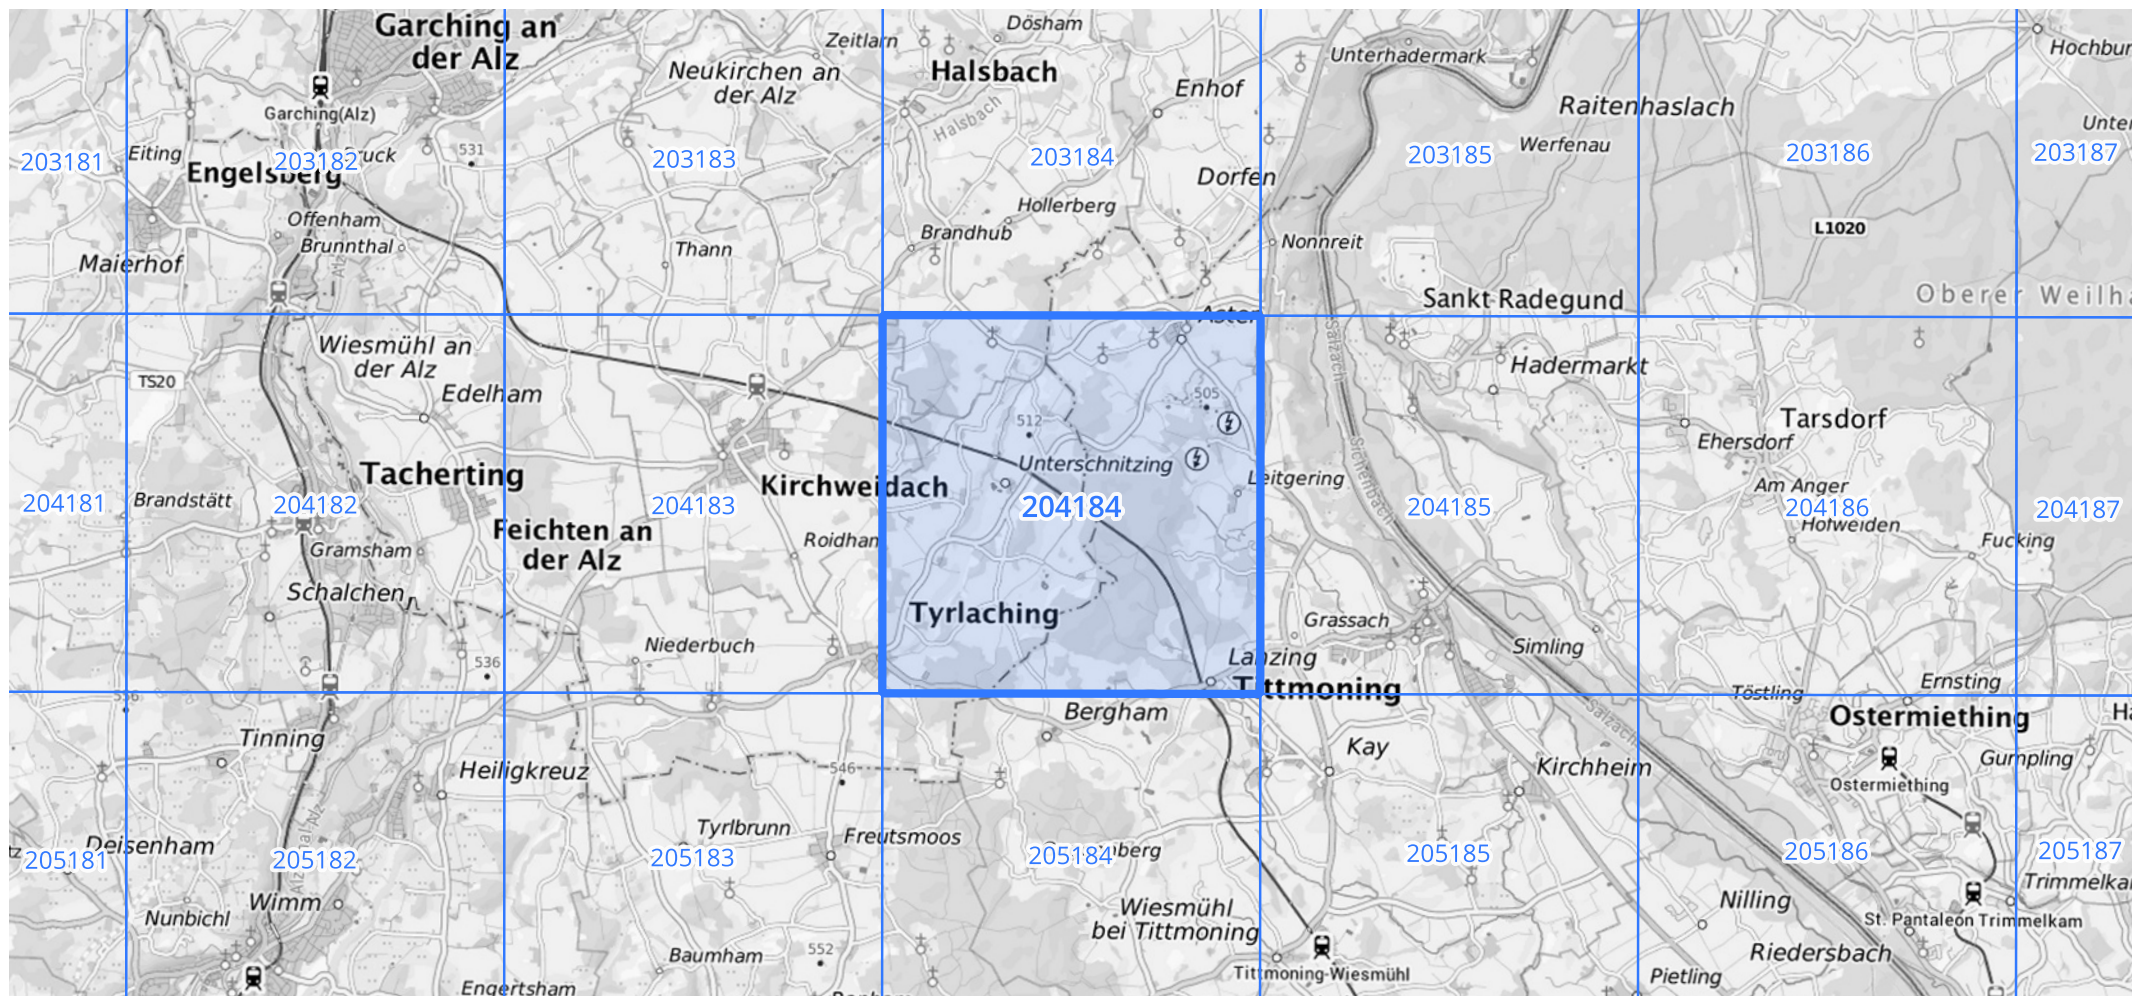 Garching an
der Alz
Zeitlarn
Dösham
Unterhadermark
Neukirchen an
der Alz
Halsbach
Enhof
Raitenhaslach
Garching(Alz)
Halsbach
Werfenau
Eiting
531
203181
203182
203183
203184
203185
203186
203187
Engelsberg
Dorfen
Offenham
Brunnthal
Hollerberg
Brandhub
Thann
Nonnreit
L1020
Maierhof
Alz
Sankt Radegund
Oberer Weilha
Asten
Wiesmühl an
der Alz
TS20
Edelham
Salzach
Hadermarkt
505
512
Tarsdorf
Ehersdorf
Unterschnitzing
Tacherting
Kirchweidach
Leitgering
Am Anger
Brandstätt
204181
204182
204183
204184
204185
204186
204187
Hofweiden
Feichten an
der Alz
Roidham
Gramsham
Fucking
Schalchen
Tyrlaching
Grassach
Niederbuch
Simling
536
Lanzing
Tittmoning
Töstling
Ernsting
Bergham
Ostermiething
Salzach
Tinning
Kay
Gumpling
Heiligkreuz
546
Kirchheim
Ostermiething
Tyrlbrunn
Freutsmoos
Deisenham
205181
205182
205183
205184
205185
205186
205187
Trimmelka
Wimm
Nunbichl
Wiesmühl
bei Tittmoning
Nilling
St. Pantaleon
Trimmelkam
552
Baumham
Riedersbach
Tittmoning-Wiesmühl
Pietling
Engertsham